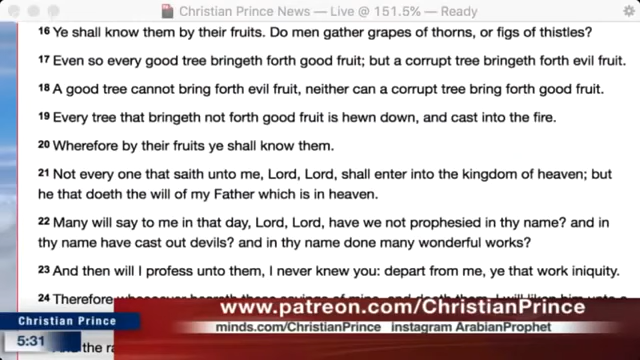 Christian Prince News — Live @ 151.5% — Ready
16 Ye shall know them by their fruits. Do men gather grapes of thorns, or figs of thistles?
17 Even so every good tree bringeth forth good fruit; but a corrupt tree bringeth forth evil fruit.
18 A good tree cannot bring forth evil fruit, neither can a corrupt tree bring forth good fruit.
19 Every tree that bringeth not forth good fruit is hewn down, and cast into the fire.
20 Wherefore by their fruits ye shall know them.
21 Not every one that saith unto me, Lord, Lord, shall enter into the kingdom of heaven; but
he that doeth the will of my Father which is in heaven.
22 Many will say to me in that day, Lord, Lord, have we not prophesied in thy name? and in
thy name have cast out devils? and in thy name done many wonderful works?
23 And then will I profess unto them, I never knew you: depart from me, ye that work iniquity.
24 Therefore
www.patreon.com/ChristianPrince
Christian Prince
minds.com/ChristianPrince instagram ArabianProphet
5:31
the